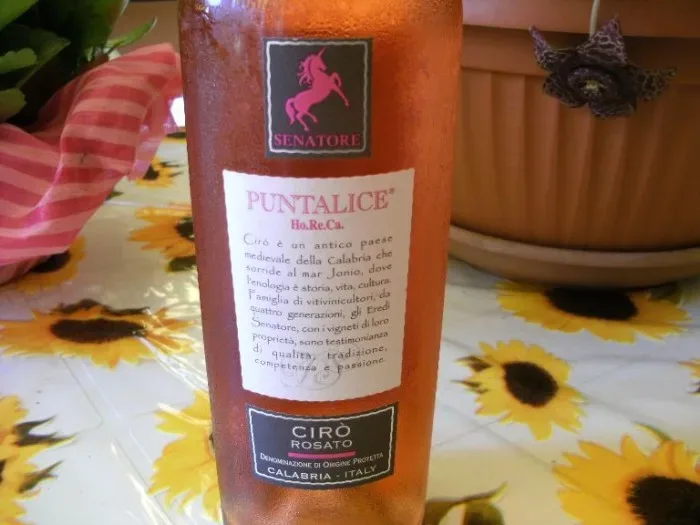 SENATORE
PUNTALICE®
Ho.Re.Ca.
Cirò è un antico paese
medievale della Calabria che
sorride al mar Jonio, dove
l'enologia è storia, vita, cultura.
Famiglia di vitivinicultori, da
quattro generazioni, gli Eredi
Senatore, con i vigneti di loro
proprietà, sono testimonianza
di qualità, tradizione,
competenza e passione.
CIRÒ
ROSATO
DENOMINAZIONE DI ORIGINE PROTETTA
CALABRIA - ITALY